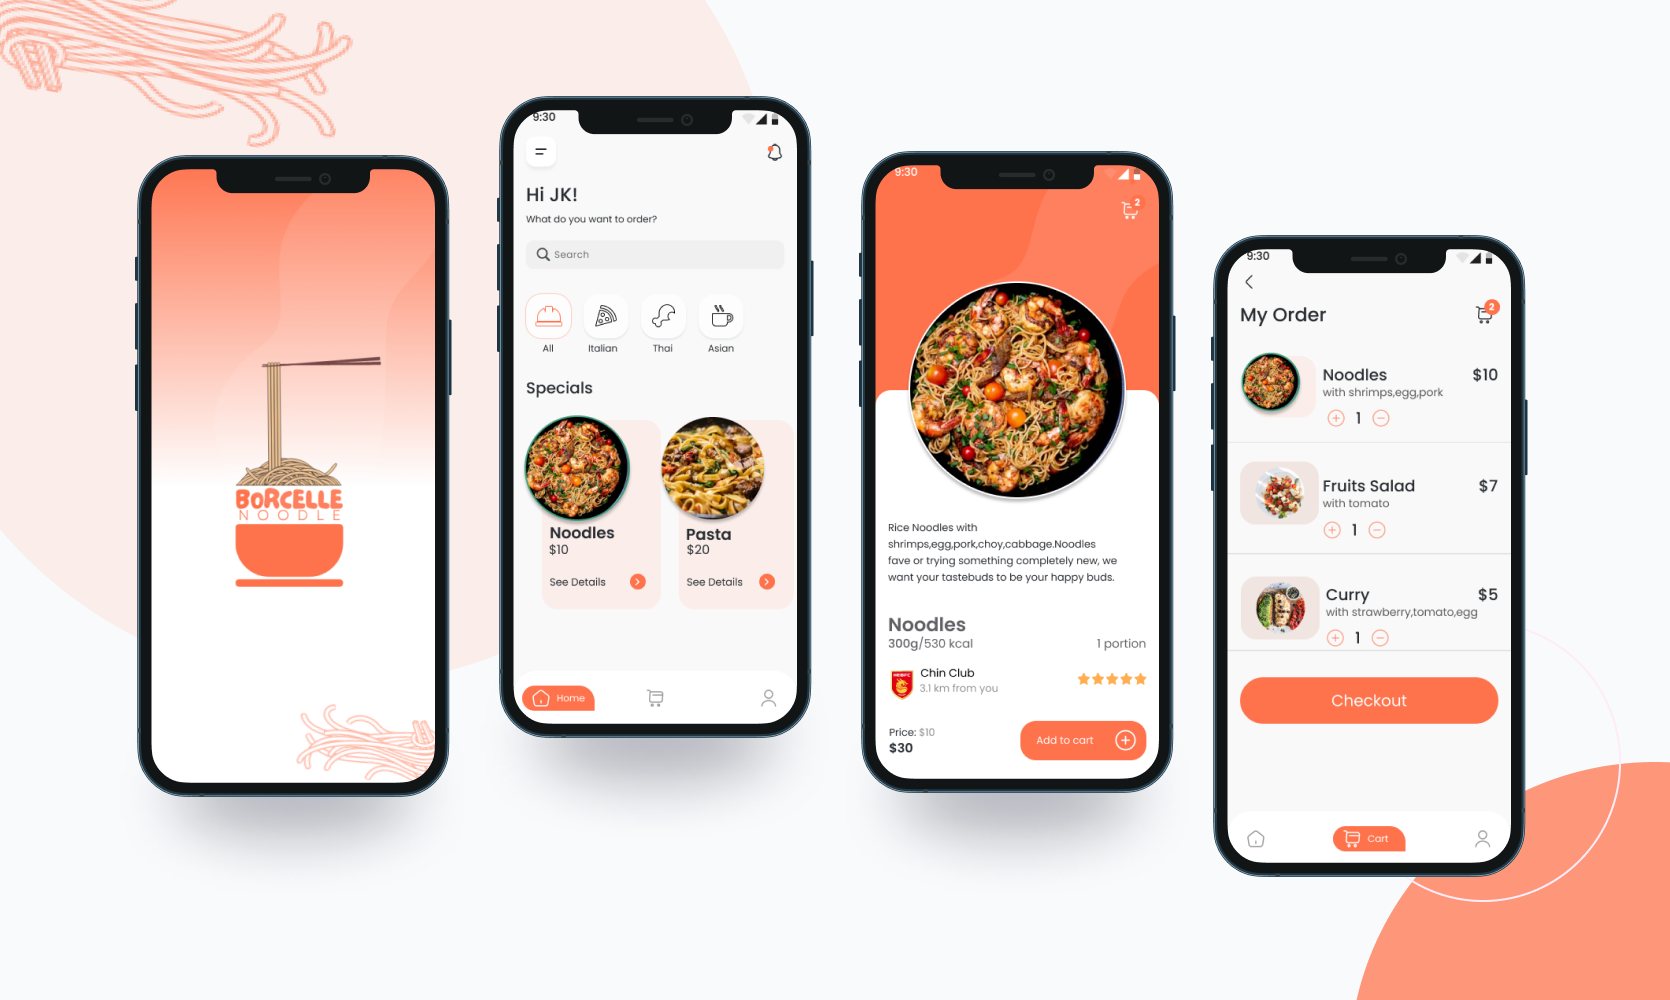 BORCELLE
NOODLE
9:30
Hi JK!
What do you want to order?
Search
All Italian Thai Asian
Specials
Noodles
$10
See Details
Pasta
$20
See Details
Home
9:30
2
Rice Noodles with
shrimps,egg,pork,choy,cabbage.Noodles
fave or trying something completely new, we
want your tastebuds to be your happy buds.
Noodles
300g/530 kcal 1 portion
Chin Club
3.1 km from you
Price: $10
$30
Add to cart
9:30
My Order
2
Noodles $10
with shrimps,egg,pork
1
Fruits Salad $7
with tomato
1
Curry $5
with strawberry,tomato,egg
1
Checkout
Cart